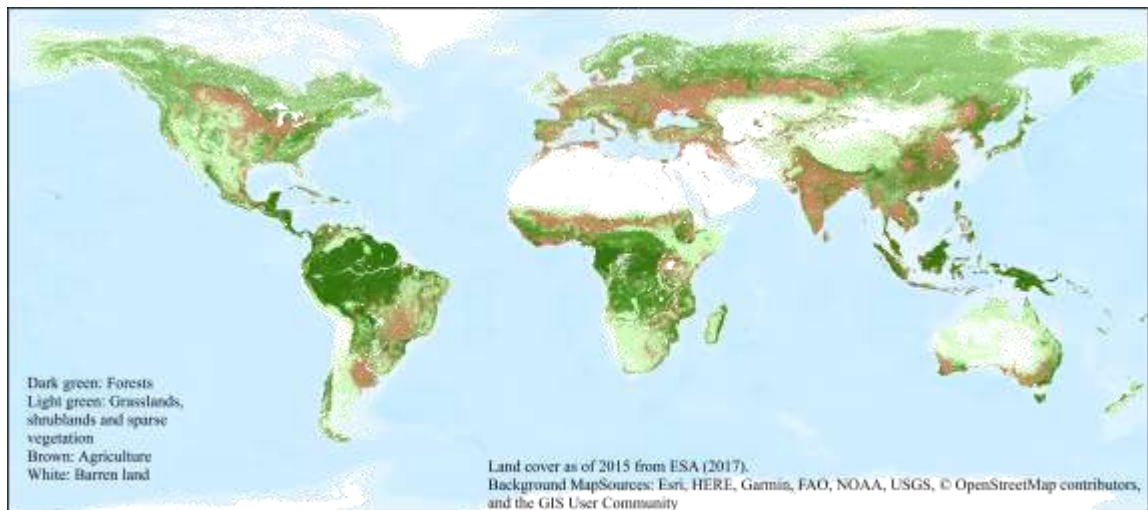 Dark green: Forests
Light green: Grasslands,
shrublands and sparse
vegetation
Brown: Agriculture
White: Barren land
Land cover as of 2015 from ESA (2017).
Background MapSources: Esri, HERE, Garmin, FAO, NOAA, USGS, © OpenStreetMap contributors,
and the GIS User Community